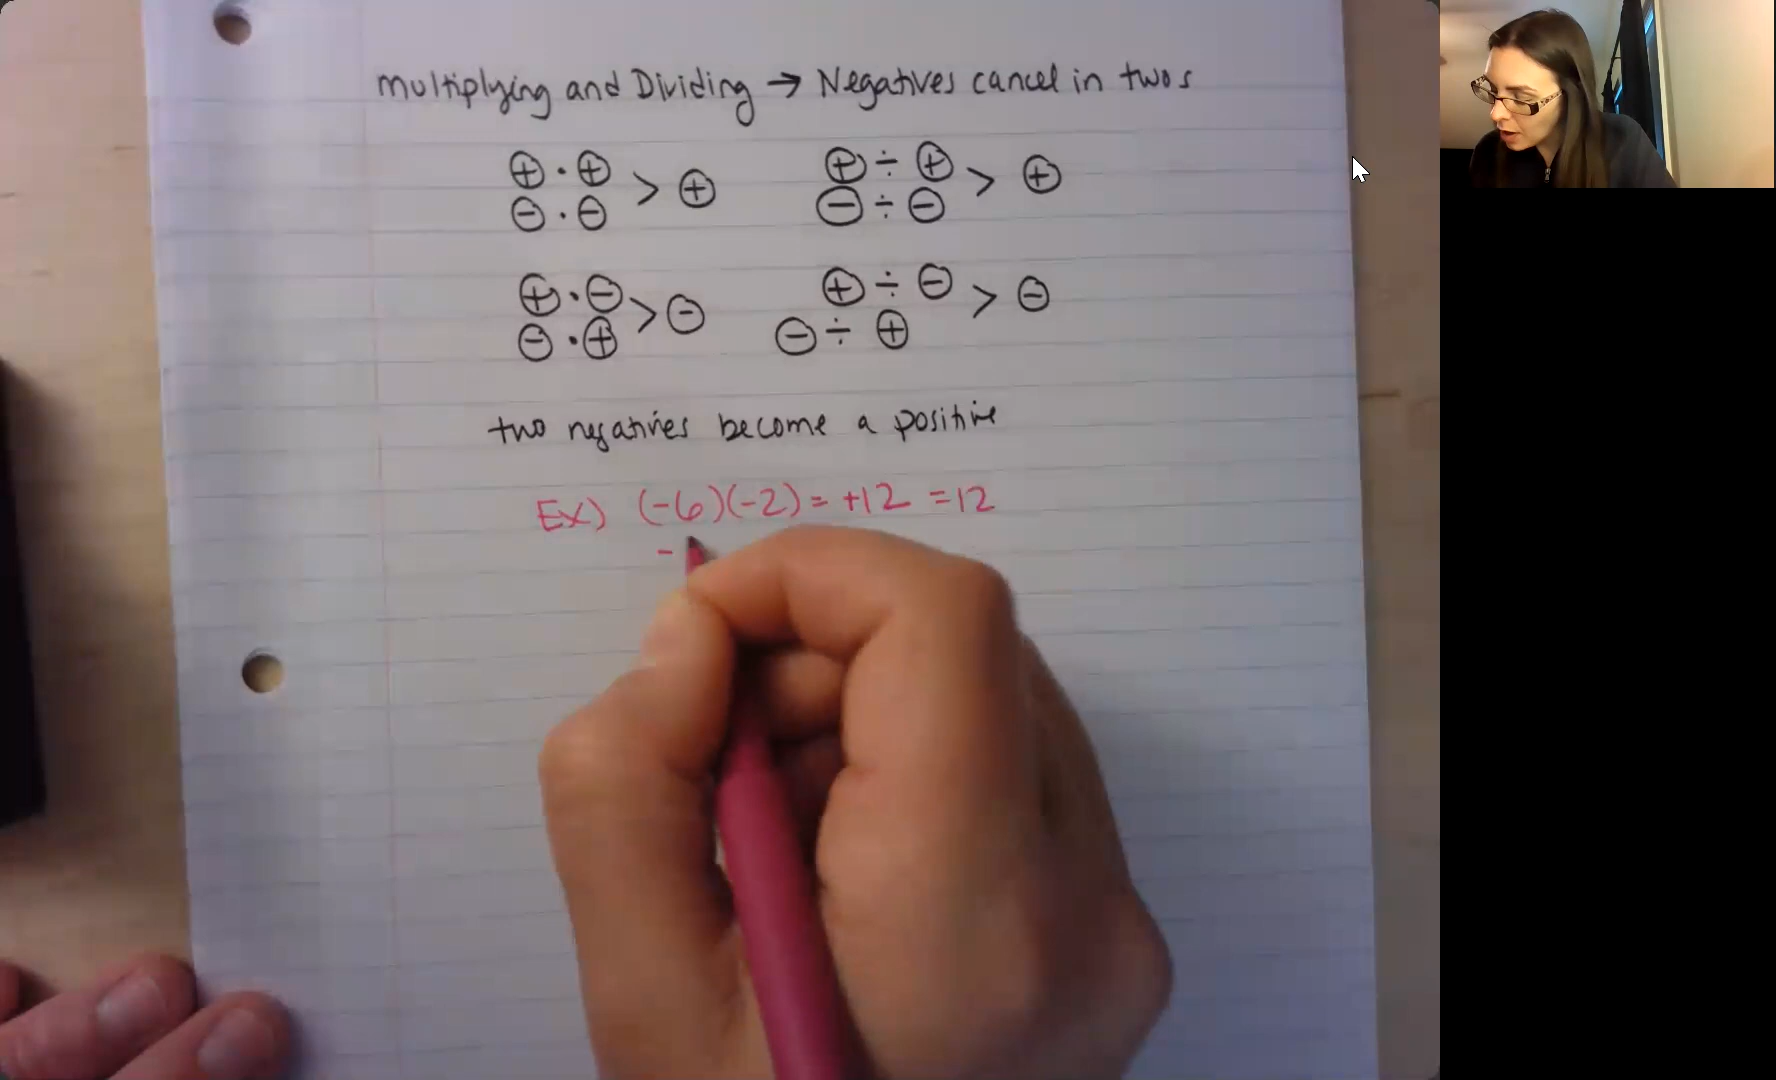 Multiplying and Dividing → Negatives cancel in twos
⊕ · ⊕ > ⊕ ⊕ ÷ ⊕ > ⊕
⊖ · ⊖ ⊖ ÷ ⊖
⊕ · ⊖ > ⊖ ⊕ ÷ ⊖ > ⊖
⊖ · ⊕ ⊖ ÷ ⊕
two negatives become a positive
Ex) (-6)(-2) = +12 = 12
-